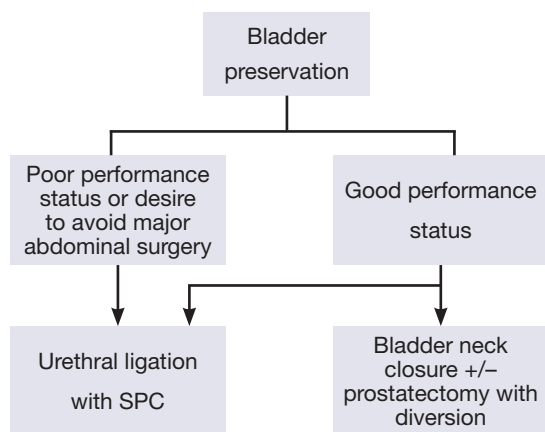 Bladder
preservation
Poor performance
status or desire
to avoid major
abdominal surgery
Good performance
status
Urethral ligation
with SPC
Bladder neck
closure +/–
prostatectomy with
diversion